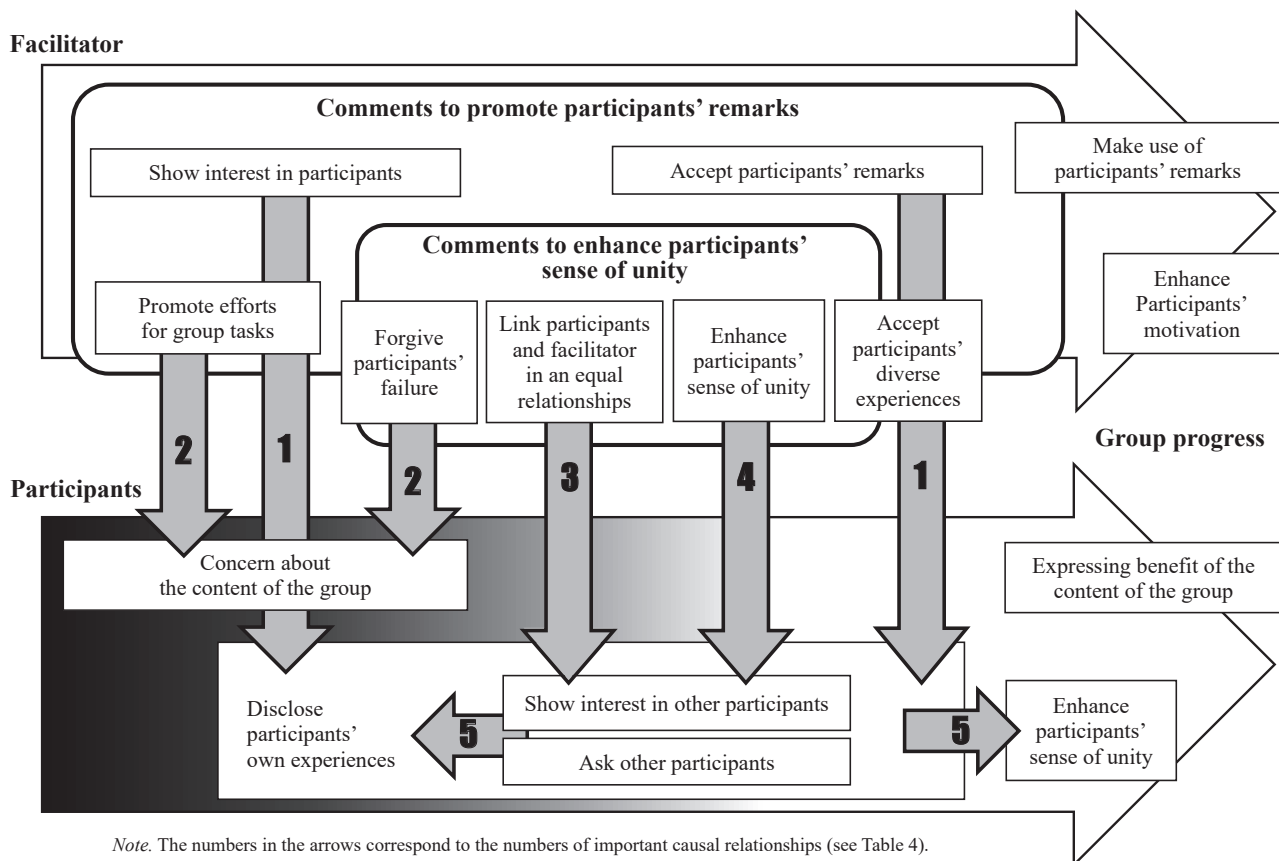 Facilitator
Comments to promote participants' remarks
Show interest in participants
Accept participants' remarks
Make use of
participants' remarks
Comments to enhance participants'
sense of unity
Promote efforts
for group tasks
Forgive
participants'
failure
Link participants
and facilitator
in an equal
relationships
Enhance
participants'
sense of unity
Accept
participants'
diverse
experiences
Enhance
Participants'
motivation
2
1
2
3
4
1
Group progress
Participants
Concern about
the content of the group
Expressing benefit of the
content of the group
Disclose
participants'
own experiences
5
Show interest in other participants
Ask other participants
5
Enhance
participants'
sense of unity
Note. The numbers in the arrows correspond to the numbers of important causal relationships (see Table 4).